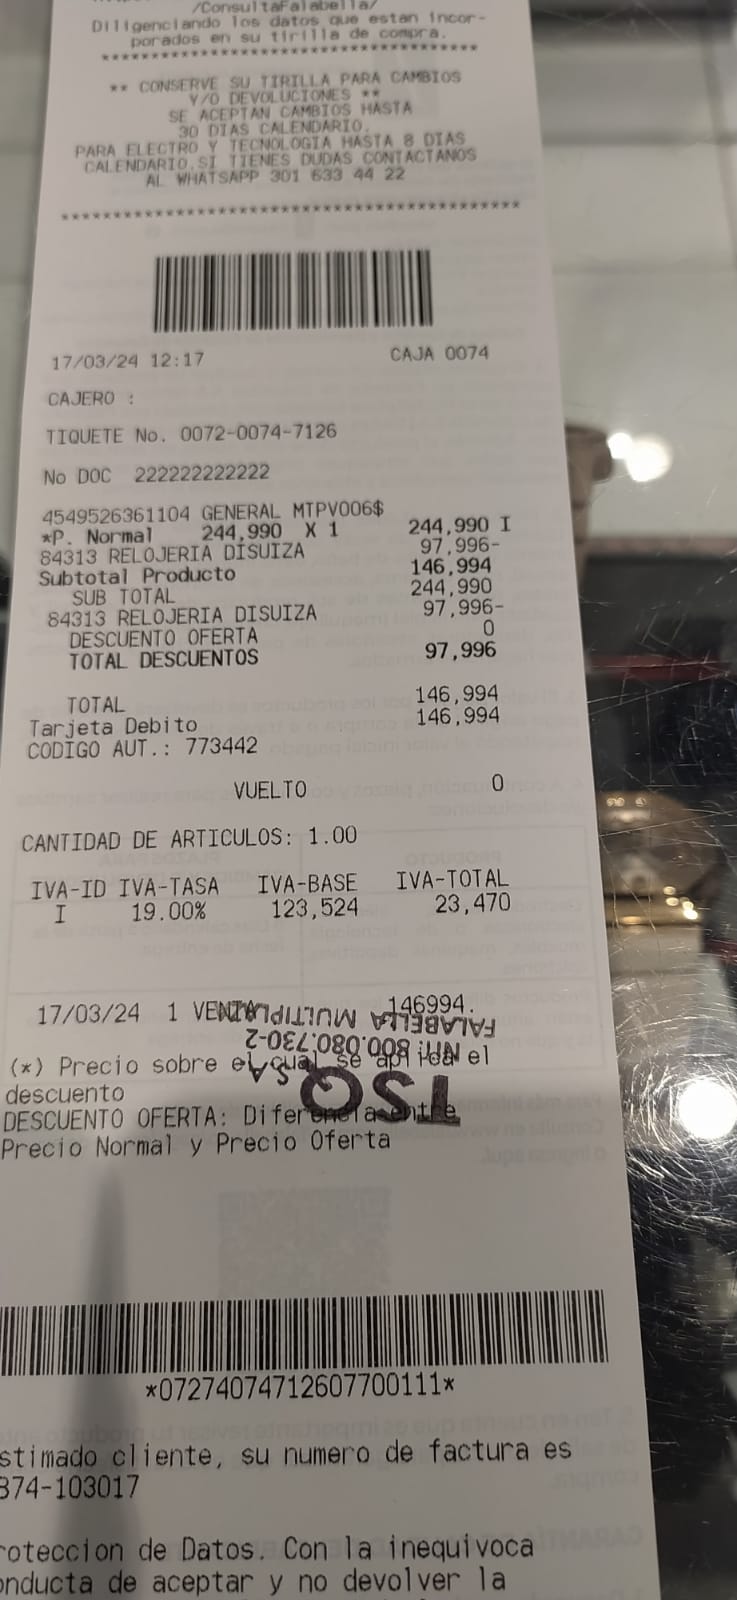 /ConsultaFalabella/
Diligenciando los datos que estan incor-
porados en su tirilla de compra.
** CONSERVE SU TIRILLA PARA CAMBIOS
Y/O DEVOLUCIONES **
SE ACEPTAN CAMBIOS HASTA
30 DIAS CALENDARIO.
PARA ELECTRO Y TECNOLOGIA HASTA 8 DIAS
CALENDARIO.SI TIENES DUDAS CONTACTANOS
AL WHATSAPP 301 633 44 22
17/03/24 12:17 CAJA 0074
CAJERO :
TIQUETE No. 0072-0074-7126
No DOC 222222222222
4549526361104 GENERAL MTPV006$
*P. Normal 244,990 X 1 244,990 I
84313 RELOJERIA DISUIZA 97,996-
Subtotal Producto 146,994
SUB TOTAL 244,990
84313 RELOJERIA DISUIZA 97,996-
DESCUENTO OFERTA 0
TOTAL DESCUENTOS 97,996
TOTAL 146,994
Tarjeta Debito 146,994
CODIGO AUT.: 773442
VUELTO 0
CANTIDAD DE ARTICULOS: 1.00
IVA-ID IVA-TASA IVA-BASE IVA-TOTAL
I 19.00% 123,524 23,470
17/03/24 1 VENTA 146994.
FALABELLA MULTIPLAZA
NIT: 800.080.730-2
TSQ S.A
(*) Precio sobre el cual se aplica el
descuento
DESCUENTO OFERTA: Diferencia entre
Precio Normal y Precio Oferta
*07274074712607700111*
stimado cliente, su numero de factura es
374-103017
roteccion de Datos. Con la inequivoca
onducta de aceptar y no devolver la